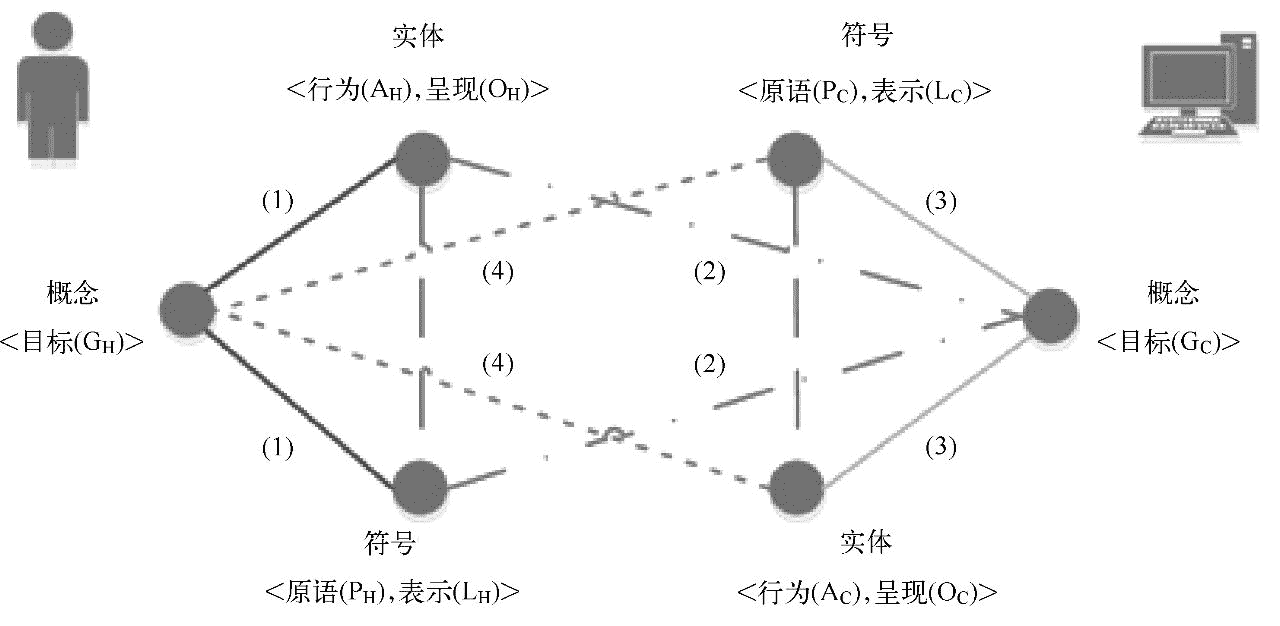 实体
<行为(AH),呈现(OH)>
符号
<原语(PC),表示(LC)>
(1)
(3)
(4)
(2)
概念
<目标(GH)>
概念
<目标(GC)>
(4)
(2)
(1)
(3)
符号
<原语(PH),表示(LH)>
实体
<行为(AC),呈现(OC)>